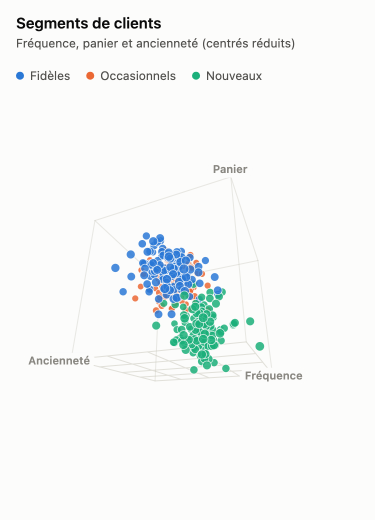 Segments de clients
Fréquence, panier et ancienneté (centrés réduits)
Fidèles Occasionnels Nouveaux
Panier
Ancienneté
Fréquence